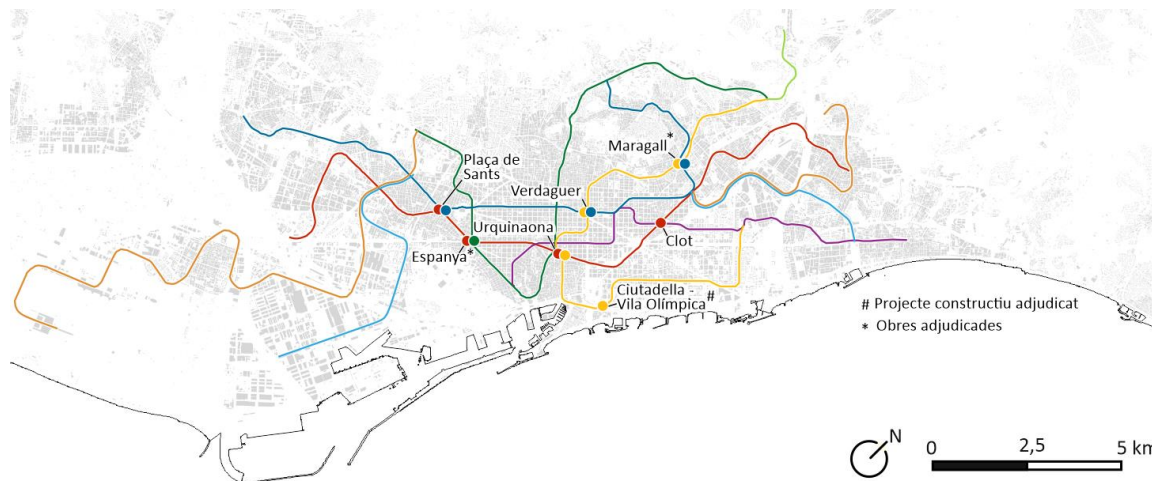 Maragall*
Plaça de
Sants
Verdaguer
Urquinaona
Espanya*
Clot
Ciutadella -
Vila Olímpica#
# Projecte constructiu adjudicat
* Obres adjudicades
N
0 2,5 5 km